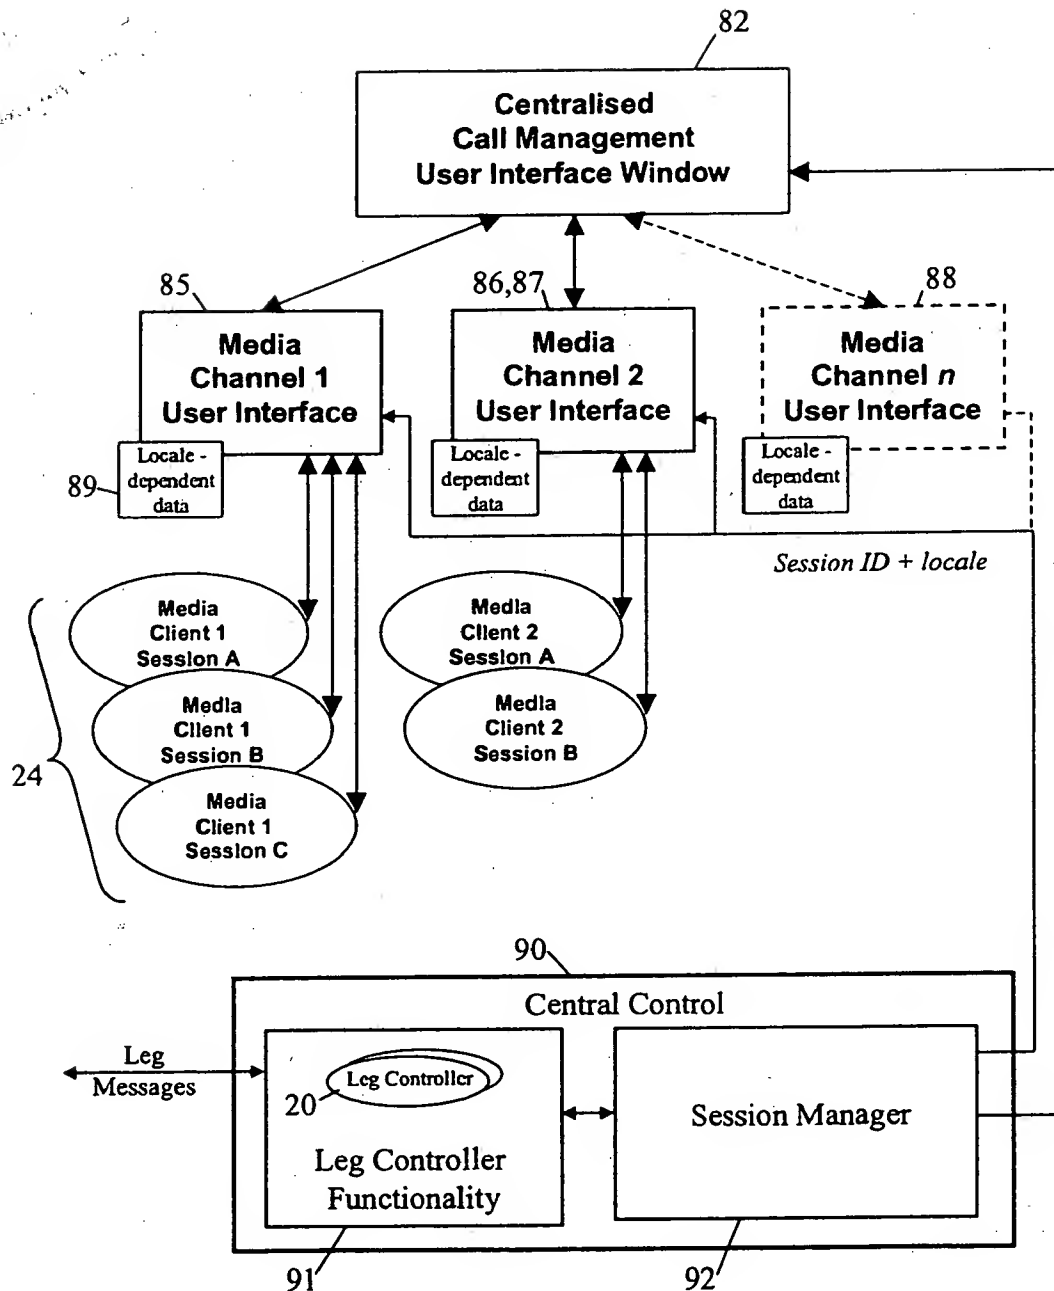 82
Centralised
Call Management
User Interface Window
85
86,87
88
Media
Channel 1
User Interface
Media
Channel 2
User Interface
Media
Channel n
User Interface
89
Locale -
dependent
data
Locale -
dependent
data
Locale -
dependent
data
Session ID + locale
Media
Client 1
Session A
Media
Client 2
Session A
Media
Client 1
Session B
Media
Client 2
Session B
24
Media
Client 1
Session C
90
Central Control
Leg
Messages
Leg Controller
20
Leg Controller
Functionality
Session Manager
91
92